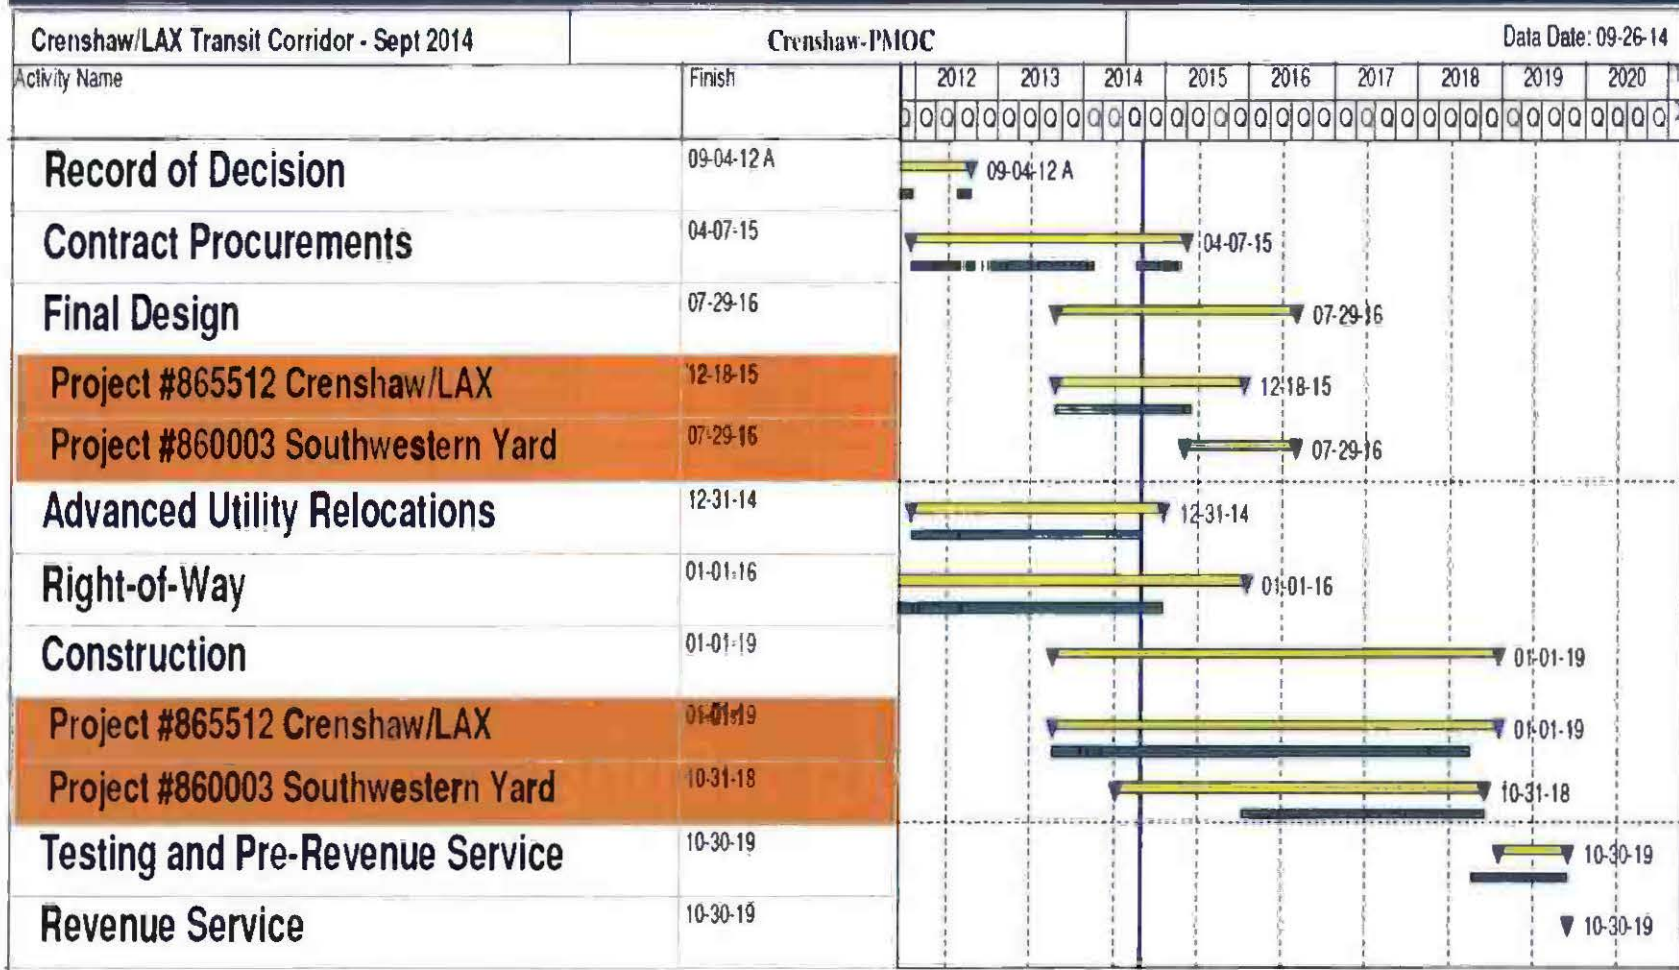 Crenshaw/LAX Transit Corridor - Sept 2014 Crenshaw-PMOC Data Date: 09-26-14
Activity Name Finish 2012 2013 2014 2015 2016 2017 2018 2019 2020
Q Q Q Q Q Q Q Q Q Q Q Q Q Q Q Q Q Q Q Q Q Q Q Q Q Q Q Q Q Q Q Q Q Q Q Q Q
Record of Decision 09-04-12 A 09-04-12 A
Contract Procurements 04-07-15 04-07-15
Final Design 07-29-16 07-29-16
Project #865512 Crenshaw/LAX 12-18-15 12-18-15
Project #860003 Southwestern Yard 07-29-16 07-29-16
Advanced Utility Relocations 12-31-14 12-31-14
Right-of-Way 01-01-16 01-01-16
Construction 01-01-19 01-01-19
Project #865512 Crenshaw/LAX 01-01-19 01-01-19
Project #860003 Southwestern Yard 10-31-18 10-31-18
Testing and Pre-Revenue Service 10-30-19 10-30-19
Revenue Service 10-30-19 10-30-19